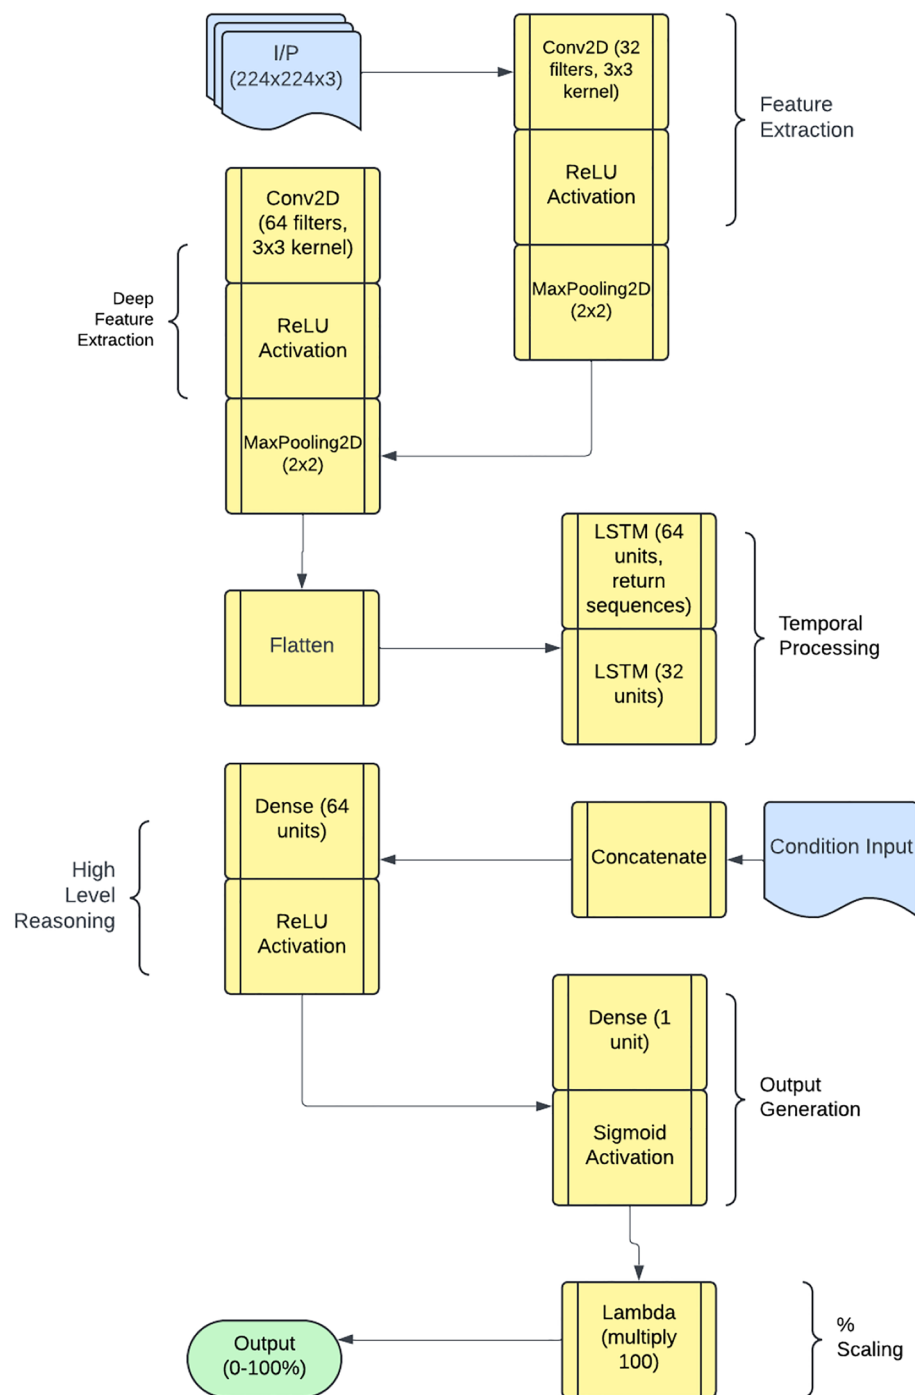 I/P
(224x224x3)
Conv2D (32
filters, 3x3
kernel)
ReLU
Activation
MaxPooling2D
(2x2)
Feature
Extraction
Conv2D
(64 filters,
3x3 kernel)
ReLU
Activation
MaxPooling2D
(2x2)
Deep
Feature
Extraction
Flatten
LSTM (64
units,
return
sequences)
LSTM (32
units)
Temporal
Processing
Condition Input
Concatenate
Dense (64
units)
ReLU
Activation
High
Level
Reasoning
Dense (1
unit)
Sigmoid
Activation
Output
Generation
Lambda
(multiply
100)
%
Scaling
Output
(0-100%)